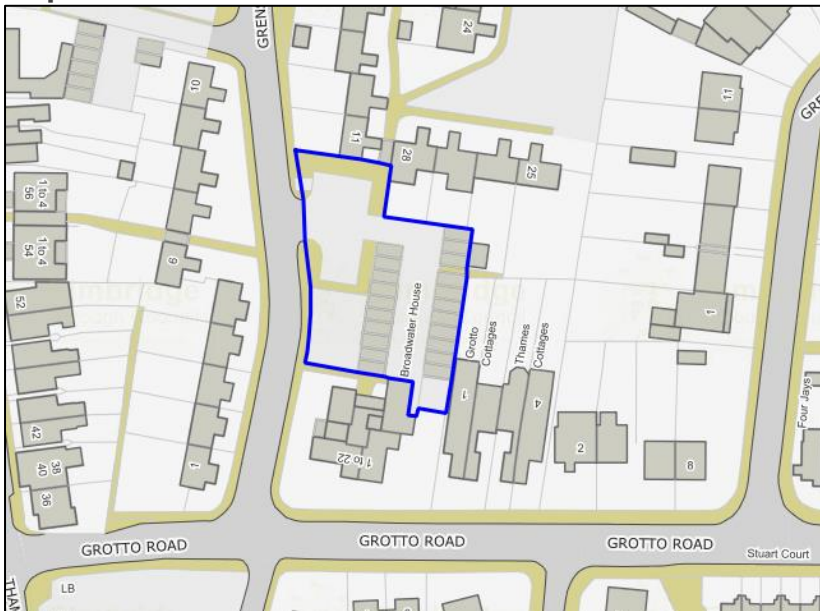 GRENS
24
10
11
11
28
25
GRE
1 to 4
56
1 to 4
54
9
52
1
Broadwater House
Grotto
Cottages
Thames
Cottages
1
4
42
38
40
36
1
1 to 22
2
8
Four Jays
GROTTO ROAD
GROTTO ROAD
GROTTO ROAD
Stuart Court
THAM
LB